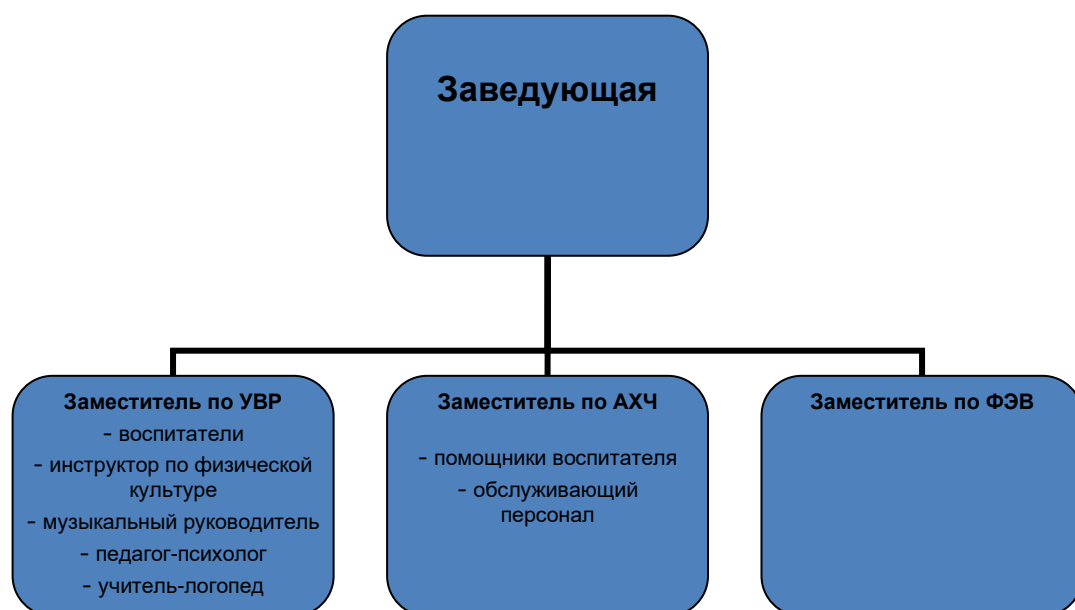 Заведующая
Заместитель по УВР
- воспитатели
- инструктор по физической
культуре
- музыкальный руководитель
- педагог-психолог
- учитель-логопед
Заместитель по АХЧ
- помощники воспитателя
- обслуживающий
персонал
Заместитель по ФЭВ